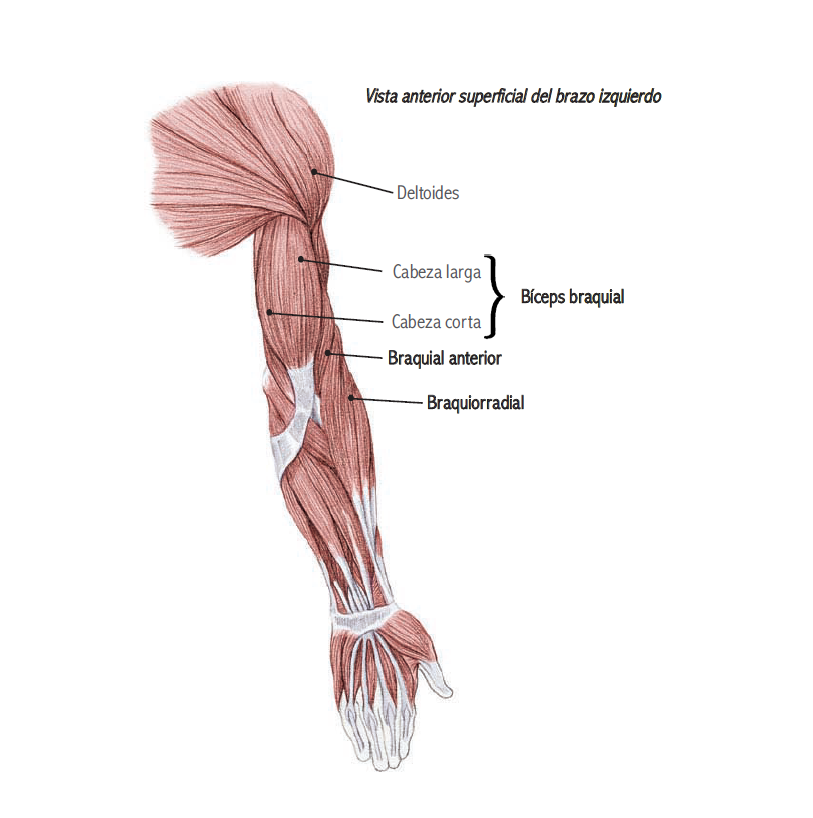 Vista anterior superficial del brazo izquierdo
Deltoides
Cabeza larga
Bíceps braquial
Cabeza corta
Braquial anterior
Braquiorradial